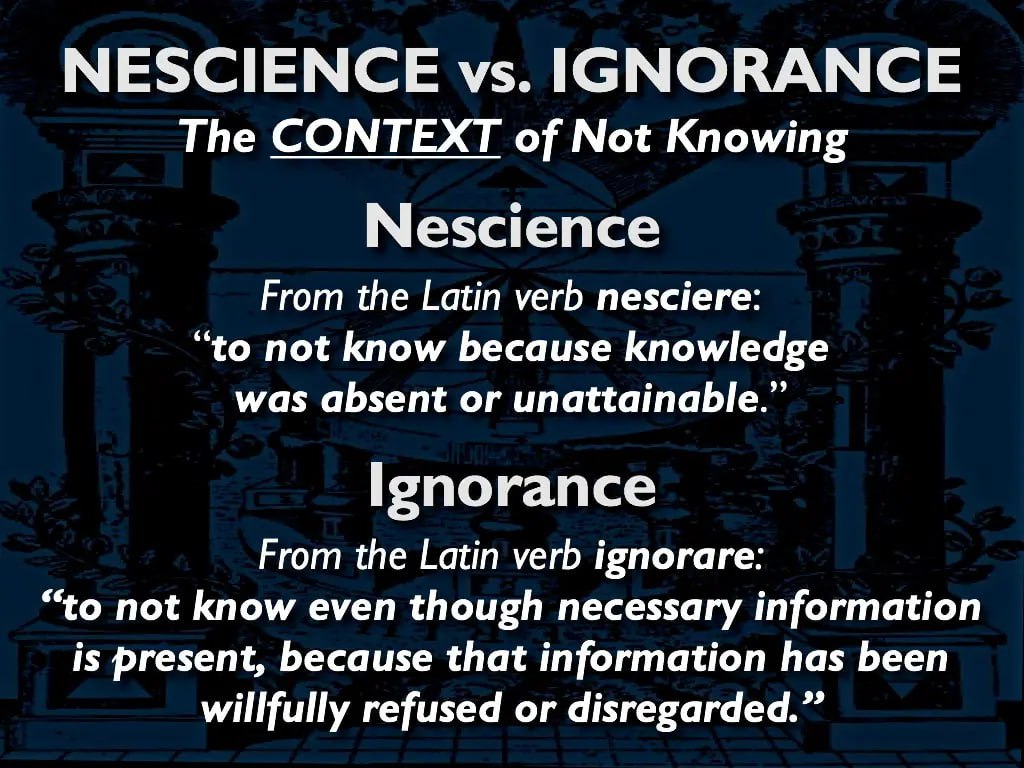 NESCIENCE vs. IGNORANCE
The CONTEXT of Not Knowing
Nescience
From the Latin verb nesciere:
“to not know because knowledge
was absent or unattainable.”
Ignorance
From the Latin verb ignorare:
“to not know even though necessary information
is present, because that information has been
willfully refused or disregarded.”